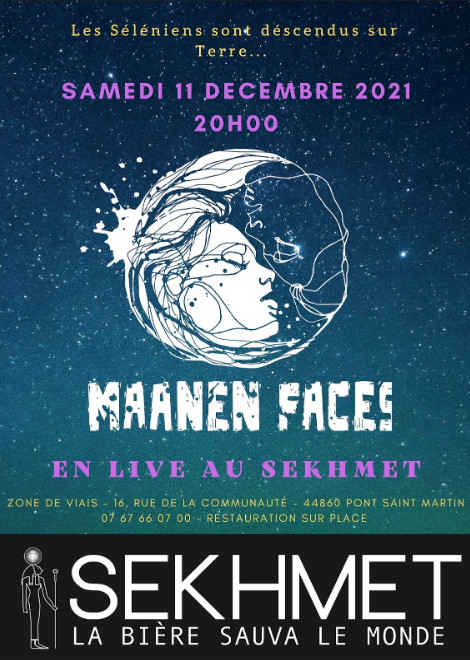 Les Séléniens sont déscendus sur
Terre...
SAMEDI 11 DECEMBRE 2021
20H00
MAANEN FACES
EN LIVE AU SEKHMET
ZONE DE VIAIS - 16, RUE DE LA COMMUNAUTÉ - 44860 PONT SAINT MARTIN
07 67 66 07 00 - RESTAURATION SUR PLACE
SEKHMET
LA BIÈRE SAUVA LE MONDE